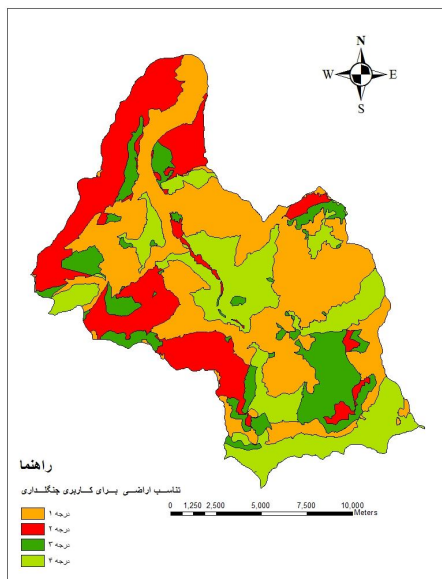 N
W E
S
راهنما
تناسب اراضی برای کاربری جنگلداری
درجه ۱
درجه ۲
درجه ۳
درجه ۴
0 1,250 2,500 5,000 7,500 10,000
Meters